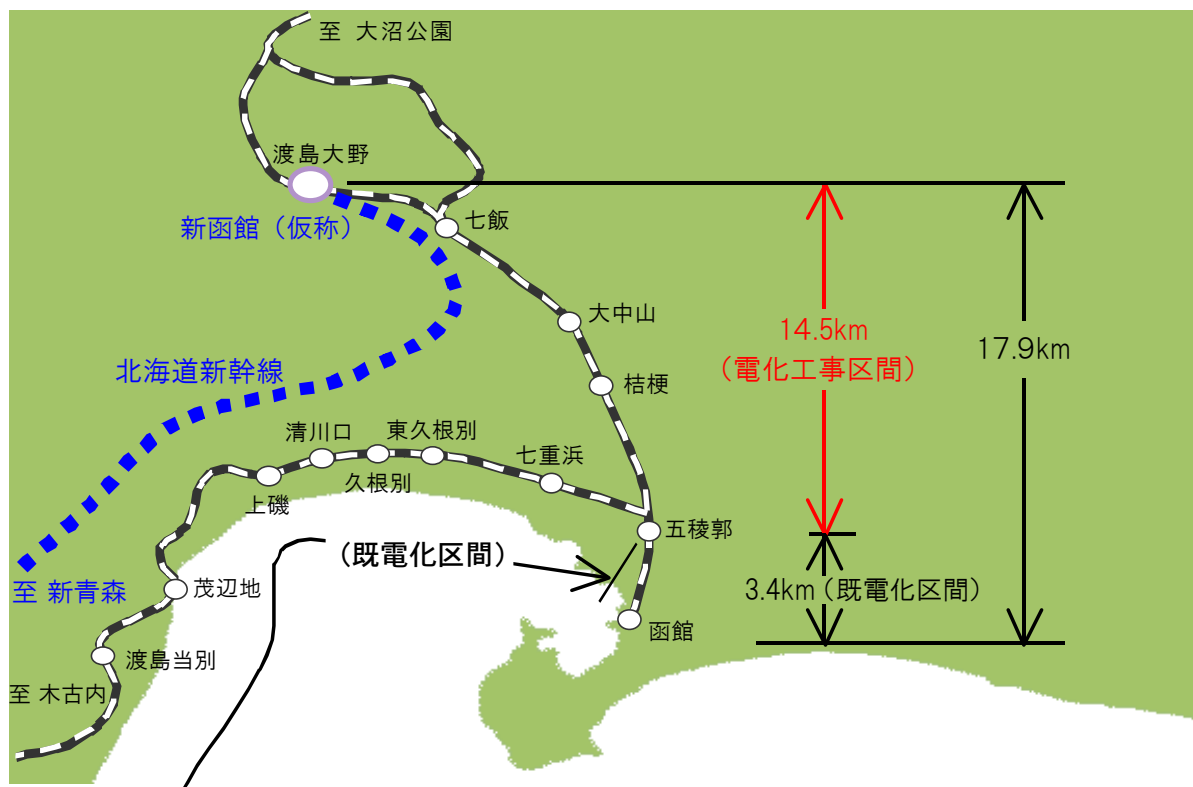 至 大沼公園
渡島大野
新函館（仮称）
七飯
大中山
14.5km
（電化工事区間）
17.9km
北海道新幹線
桔梗
清川口
東久根別
七重浜
久根別
上磯
五稜郭
（既電化区間）
至 新青森
茂辺地
3.4km（既電化区間）
函館
渡島当別
至 木古内